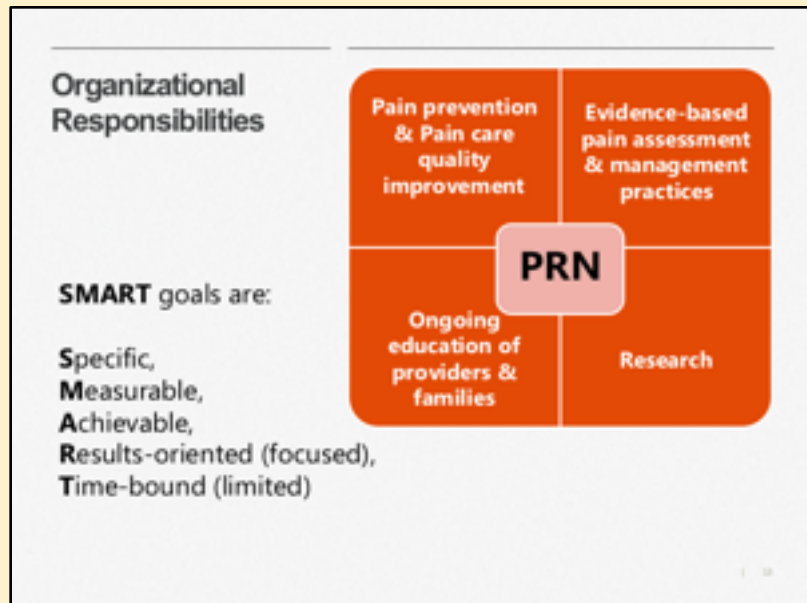 Organizational
Responsibilities
Pain prevention
& Pain care
quality
improvement
Evidence-based
pain assessment
& management
practices
PRN
Ongoing
education of
providers &
families
Research
SMART goals are:
Specific,
Measurable,
Achievable,
Results-oriented (focused),
Time-bound (limited)